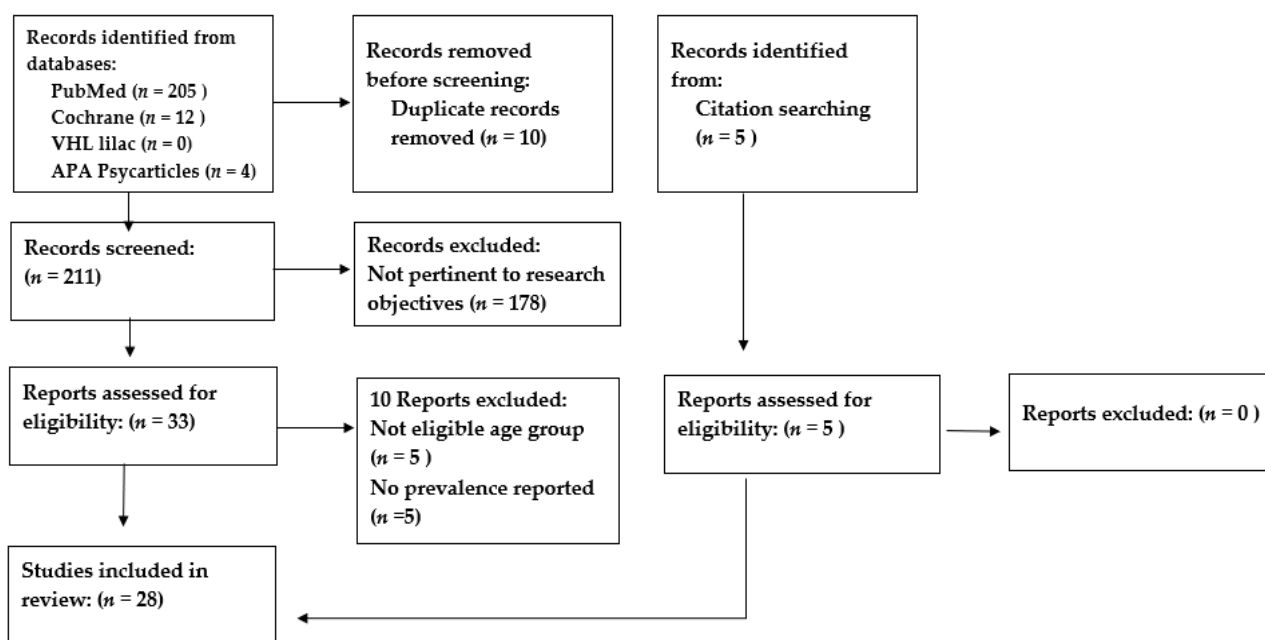 Records identified from
databases:
PubMed (n = 205 )
Cochrane (n = 12 )
VHL lilac (n = 0)
APA Psycarticles (n = 4)
Records removed
before screening:
Duplicate records
removed (n = 10)
Records identified
from:
Citation searching
(n = 5 )
Records screened:
(n = 211)
Records excluded:
Not pertinent to research
objectives (n = 178)
Reports assessed for
eligibility: (n = 33)
10 Reports excluded:
Not eligible age group
(n = 5 )
No prevalence reported
(n =5)
Reports assessed for
eligibility: (n = 5 )
Reports excluded: (n = 0 )
Studies included in
review: (n = 28)